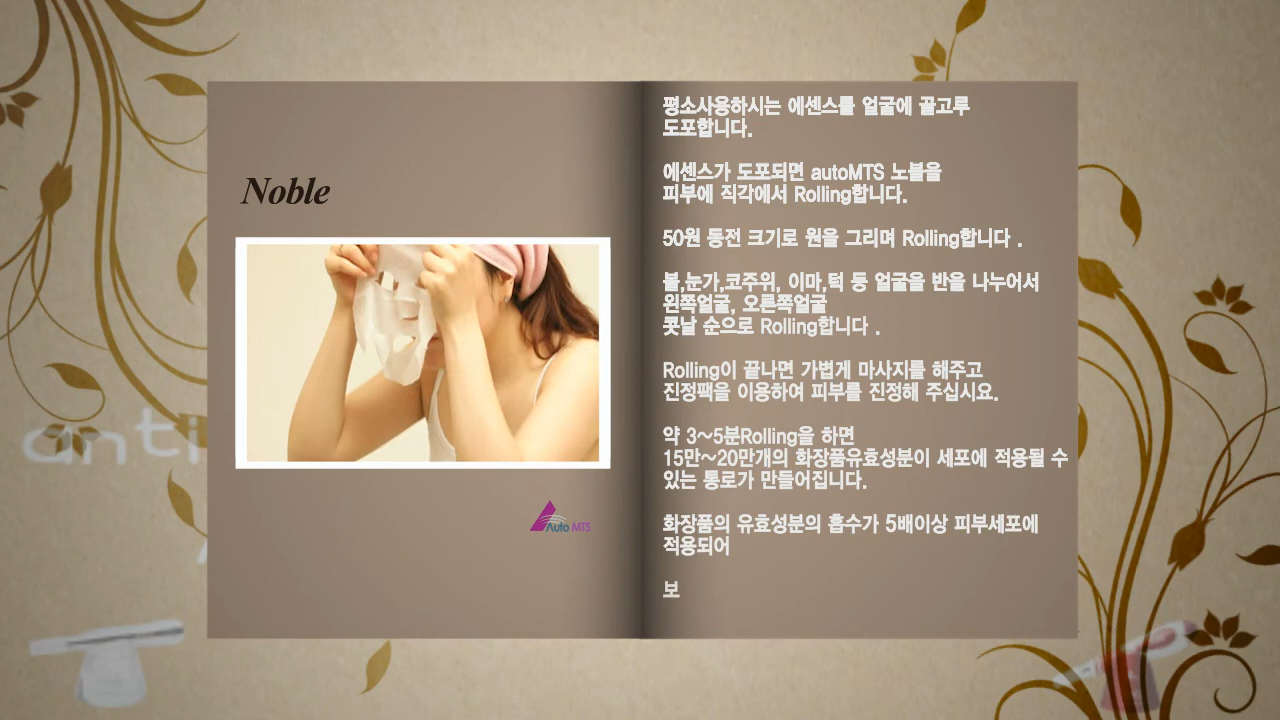 Noble
Auto MTS
평소사용하시는 에센스를 얼굴에 골고루
도포합니다.
에센스가 도포되면 autoMTS 노블을
피부에 직각에서 Rolling합니다.
50원 동전 크기로 원을 그리며 Rolling합니다 .
볼,눈가,코주위, 이마,턱 등 얼굴을 반을 나누어서
왼쪽얼굴, 오른쪽얼굴
콧날 순으로 Rolling합니다 .
Rolling이 끝나면 가볍게 마사지를 해주고
진정팩을 이용하여 피부를 진정해 주십시요.
약 3~5분Rolling을 하면
15만~20만개의 화장품유효성분이 세포에 적용될 수
있는 통로가 만들어집니다.
화장품의 유효성분의 흡수가 5배이상 피부세포에
적용되어
보
anti